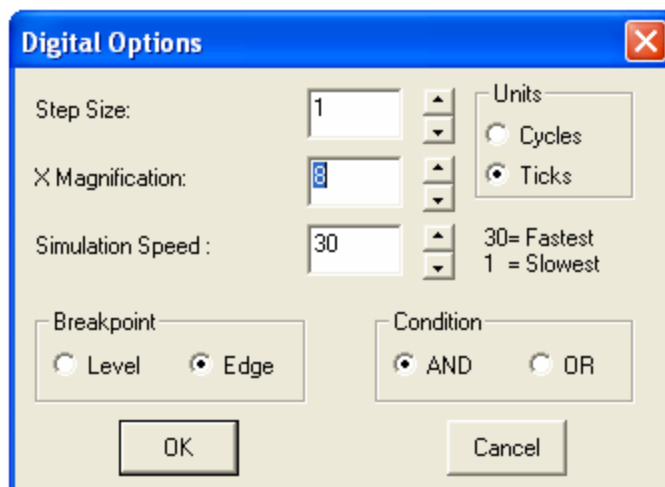 Digital Options
Step Size:
1
Units
Cycles
Ticks
X Magnification:
8
Simulation Speed :
30
30= Fastest
1 = Slowest
Breakpoint
Level
Edge
Condition
AND
OR
OK
Cancel